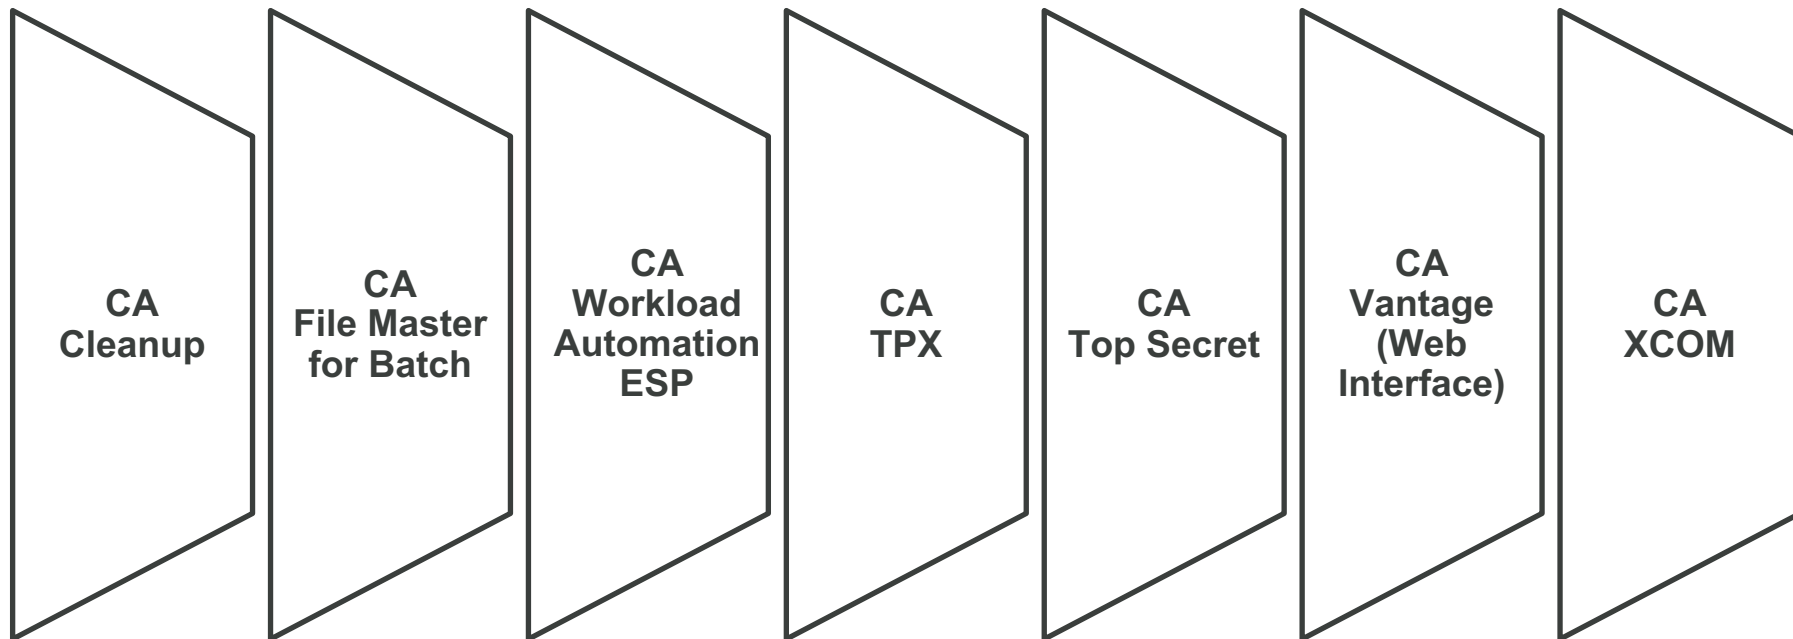 CA
Cleanup
CA
File Master
for Batch
CA
Workload
Automation
ESP
CA
TPX
CA
Top Secret
CA
Vantage
(Web
Interface)
CA
XCOM